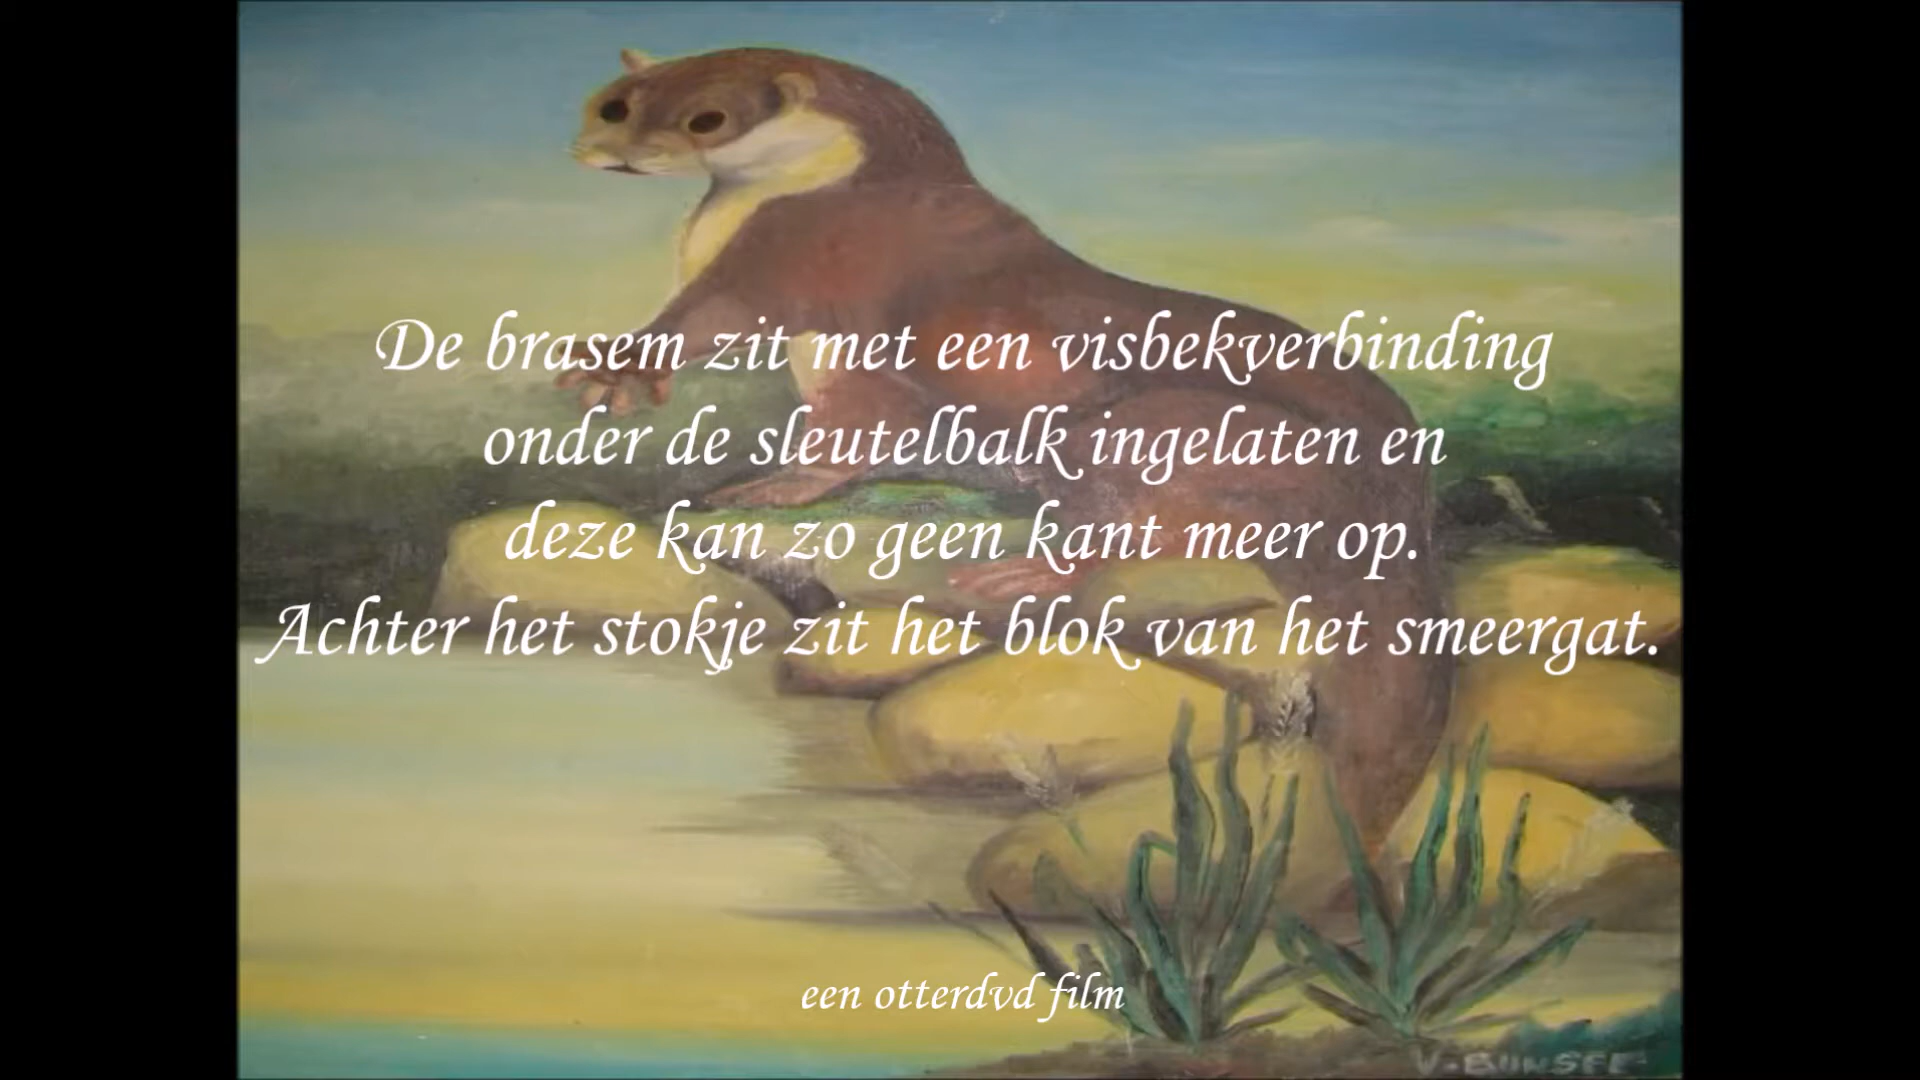 De brasem zit met een visbekverbinding
onder de sleutelbalk ingelaten en
deze kan zo geen kant meer op.
Achter het stokje zit het blok van het smeergat.
een otterdvd film